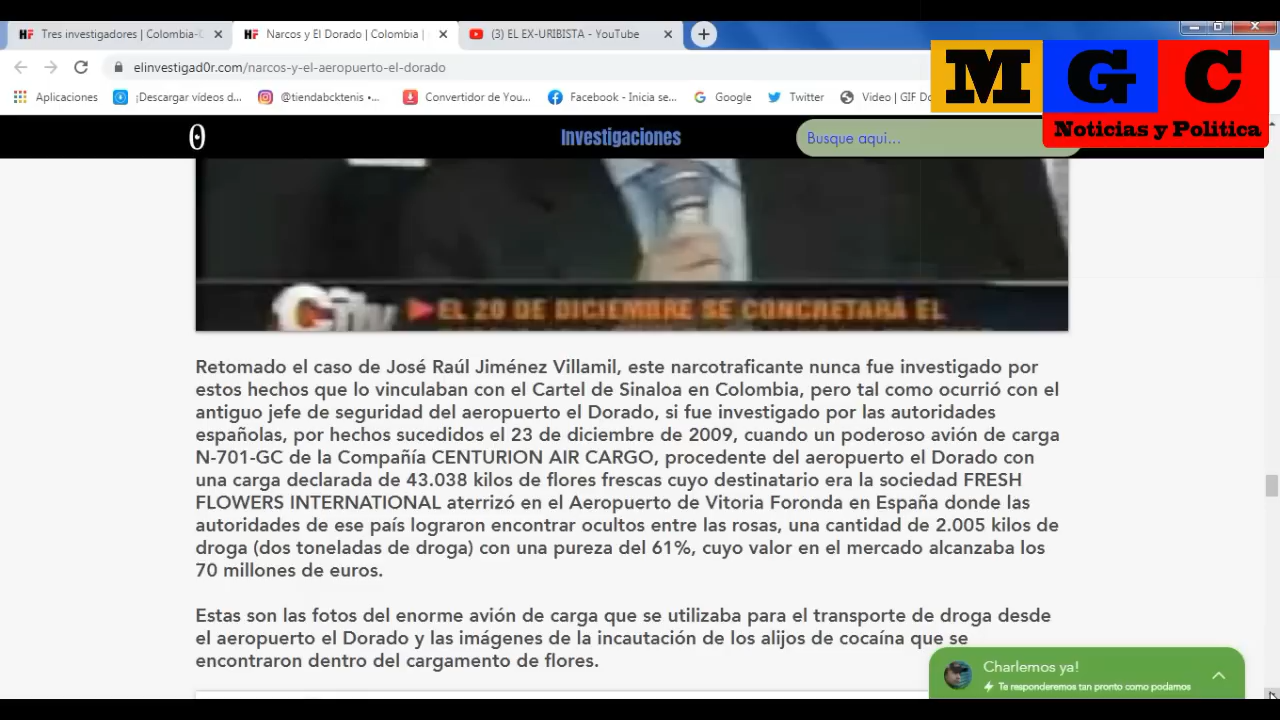 Tres investigadores | Colombia-
Narcos y El Dorado | Colombia |
K-URIBISTA - YouTube
elinvestigad0r.com/narcos-y-el-aeropuerto-el-dorado
Aplicaciones
¡Descargar vídeos d...
@tiendabcktenis •...
Convertidor de You...
Facebook - Inicia se...
Google
Twitter
Video | GIF Do
MGC
Noticias y Politica
0
Investigaciones
Busque aqui...
City
EL 20 DE DICIEMBRE SE CONCRETARÁ EL
Retomado el caso de José Raúl Jiménez Villamil, este narcotraficante nunca fue investigado por
estos hechos que lo vinculaban con el Cartel de Sinaloa en Colombia, pero tal como ocurrió con el
antiguo jefe de seguridad del aeropuerto el Dorado, si fue investigado por las autoridades
españolas, por hechos sucedidos el 23 de diciembre de 2009, cuando un poderoso avión de carga
N-701-GC de la Compañía CENTURION AIR CARGO, procedente del aeropuerto el Dorado con
una carga declarada de 43.038 kilos de flores frescas cuyo destinatario era la sociedad FRESH
FLOWERS INTERNATIONAL aterrizó en el Aeropuerto de Vitoria Foronda en España donde las
autoridades de ese país lograron encontrar ocultos entre las rosas, una cantidad de 2.005 kilos de
droga (dos toneladas de droga) con una pureza del 61%, cuyo valor en el mercado alcanzaba los
70 millones de euros.
Estas son las fotos del enorme avión de carga que se utilizaba para el transporte de droga desde
el aeropuerto el Dorado y las imágenes de la incautación de los alijos de cocaína que se
encontraron dentro del cargamento de flores.
Charlemos ya!
Te responderemos tan pronto como podamos